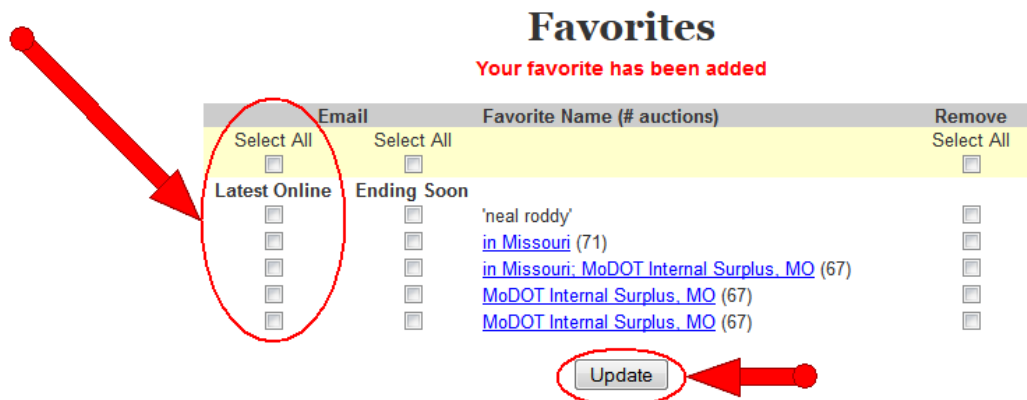 Favorites
Your favorite has been added
Email Favorite Name (# auctions) Remove
Select All Select All Select All
Latest Online Ending Soon
'neal roddy'
in Missouri (71)
in Missouri; MoDOT Internal Surplus, MO (67)
MoDOT Internal Surplus, MO (67)
MoDOT Internal Surplus, MO (67)
Update